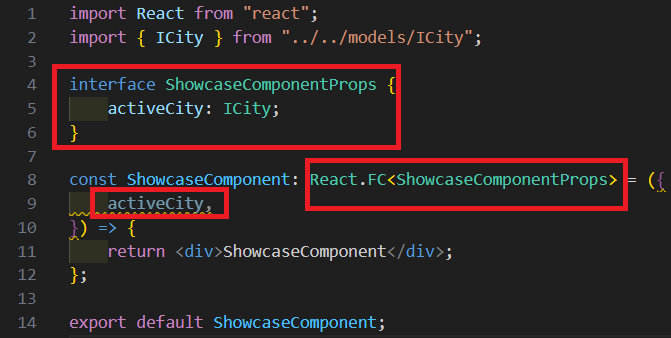 1 import React from "react";
2 import { ICity } from "../../models/ICity";
3
4 interface ShowcaseComponentProps {
5     activeCity: ICity;
6 }
7
8 const ShowcaseComponent: React.FC<ShowcaseComponentProps> = ({
9     activeCity,
10 }) => {
11     return <div>ShowcaseComponent</div>;
12 };
13
14 export default ShowcaseComponent;